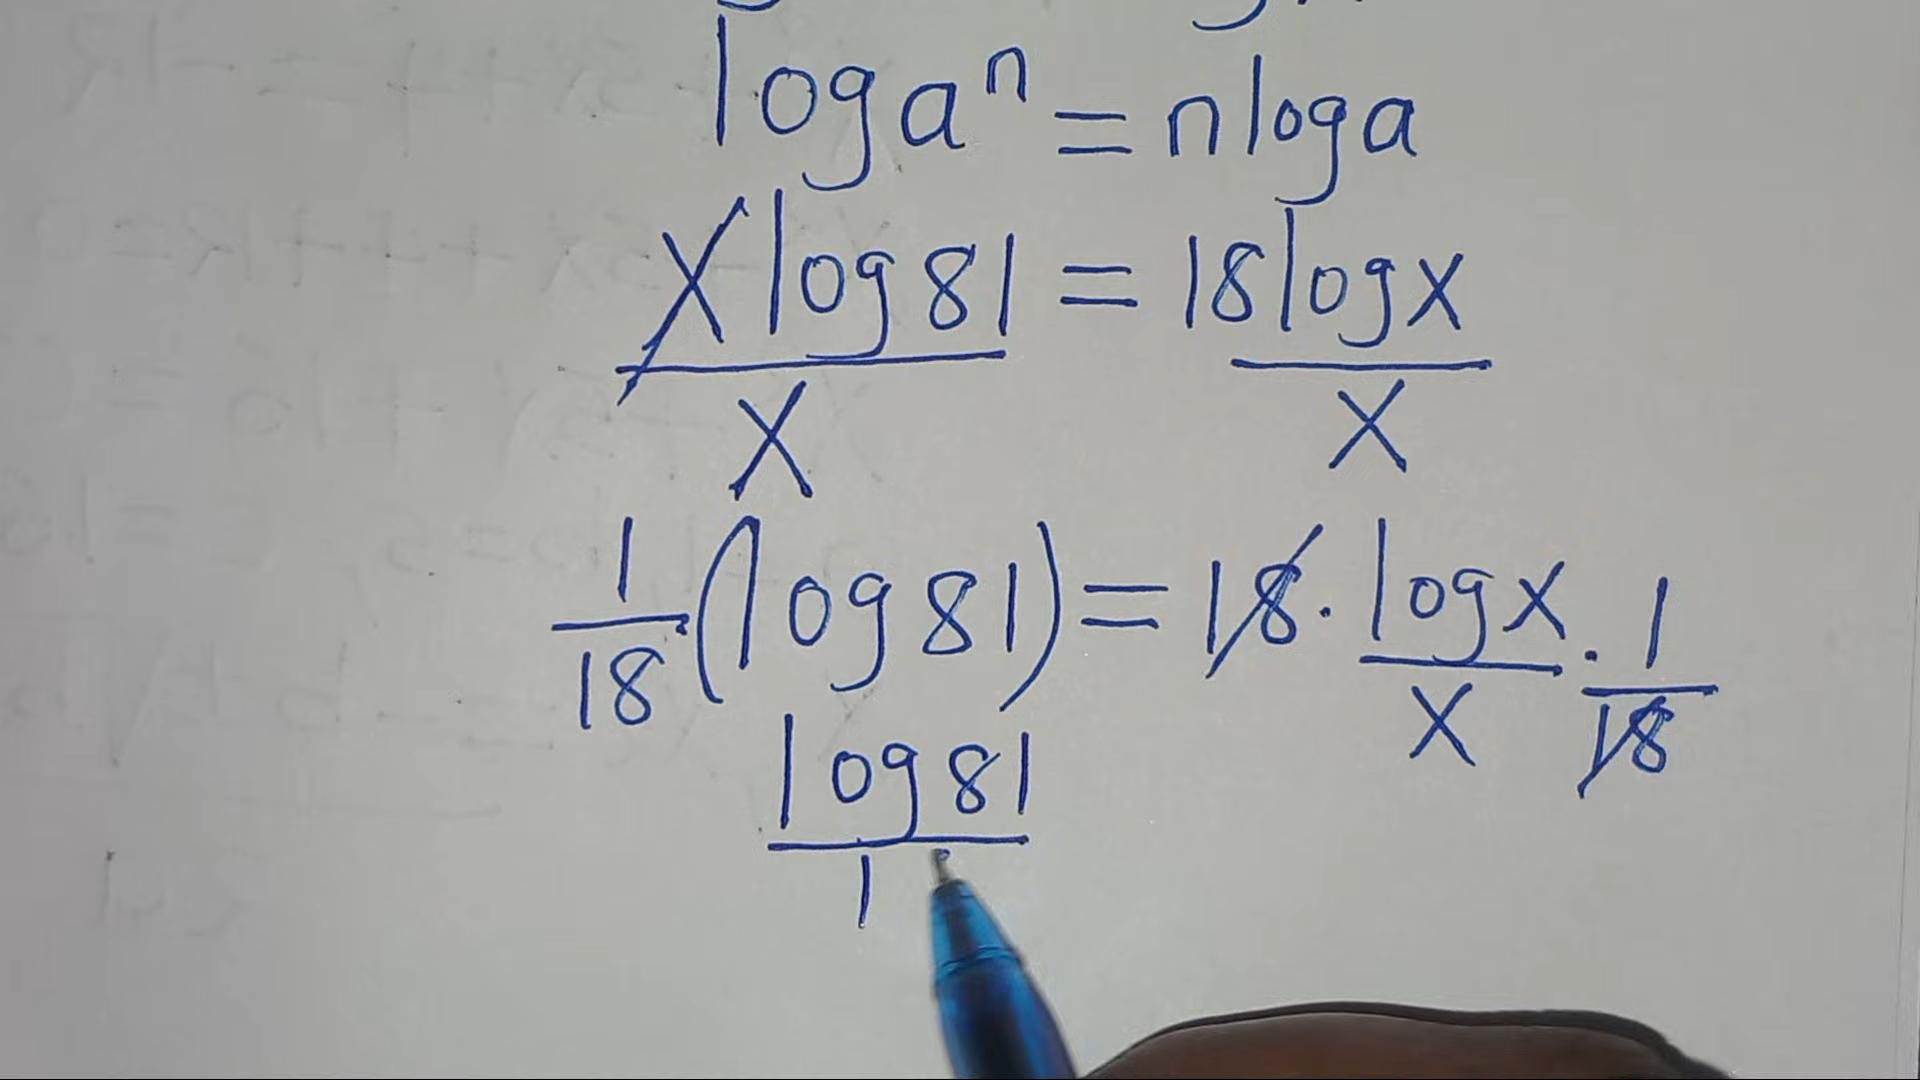 log aⁿ = n log a
x log 81 / x = 18 log x / x
1/18 (log 81) = 18 · log x / x · 1/18
log 81 / 1